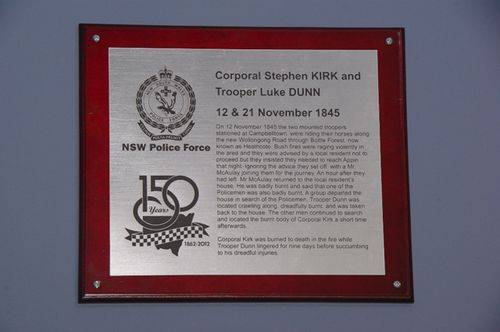 Corporal Stephen KIRK and
Trooper Luke DUNN
12 & 21 November 1845
NSW Police Force
On 12 November 1845 the two mounted troopers
stationed at Campbelltown were riding their horses along
the new Wollongong Road through Bottle Forest, now
known as Heathcote. Bush fires were raging violently in
the area and they were advised by a local resident not to
proceed but they insisted they needed to reach Appin
that night. Ignoring the advice they set off, with a Mr
McAulay joining them for the journey. An hour after they
had left Mr McAulay returned to the local resident's
house. He was badly burnt and said that one of the
Policemen was also badly burnt. A group departed the
house in search of the Policemen. Trooper Dunn was
located crawling along, dreadfully burnt and was taken
back to the house. The other men continued to search
and located the burnt body of Corporal Kirk a short time
afterwards.
Corporal Kirk was burned to death in the fire while
Trooper Dunn lingered for nine days before succumbing
to his dreadful injuries.
150
Years
1862-2012